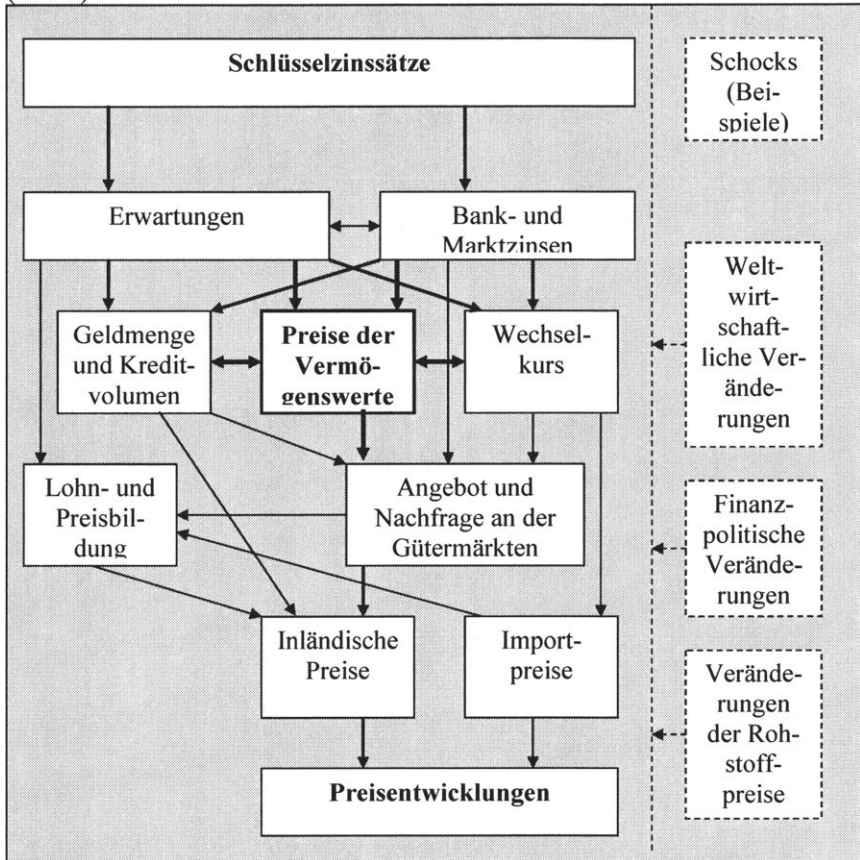 Schlüsselzinssätze
Schocks
(Bei-
spiele)
Erwartungen
Bank- und
Marktzinsen
Welt-
wirt-
schaft-
liche Ver-
ände-
rungen
Geldmenge
und Kredit-
volumen
Preise der
Vermö-
genswerte
Wechsel-
kurs
Lohn- und
Preisbil-
dung
Angebot und
Nachfrage an der
Gütermärkten
Finanz-
politische
Verände-
rungen
Inländische
Preise
Import-
preise
Verände-
rungen
der Roh-
stoff-
preise
Preisentwicklungen